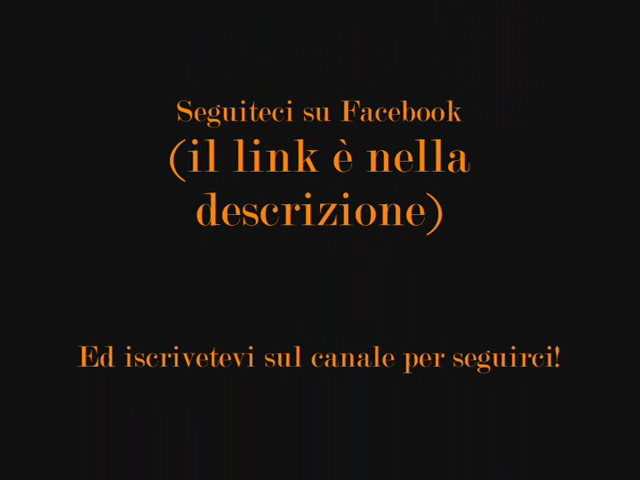 Seguiteci su Facebook
(il link è nella
descrizione)
Ed iscrivetevi sul canale per seguirci!